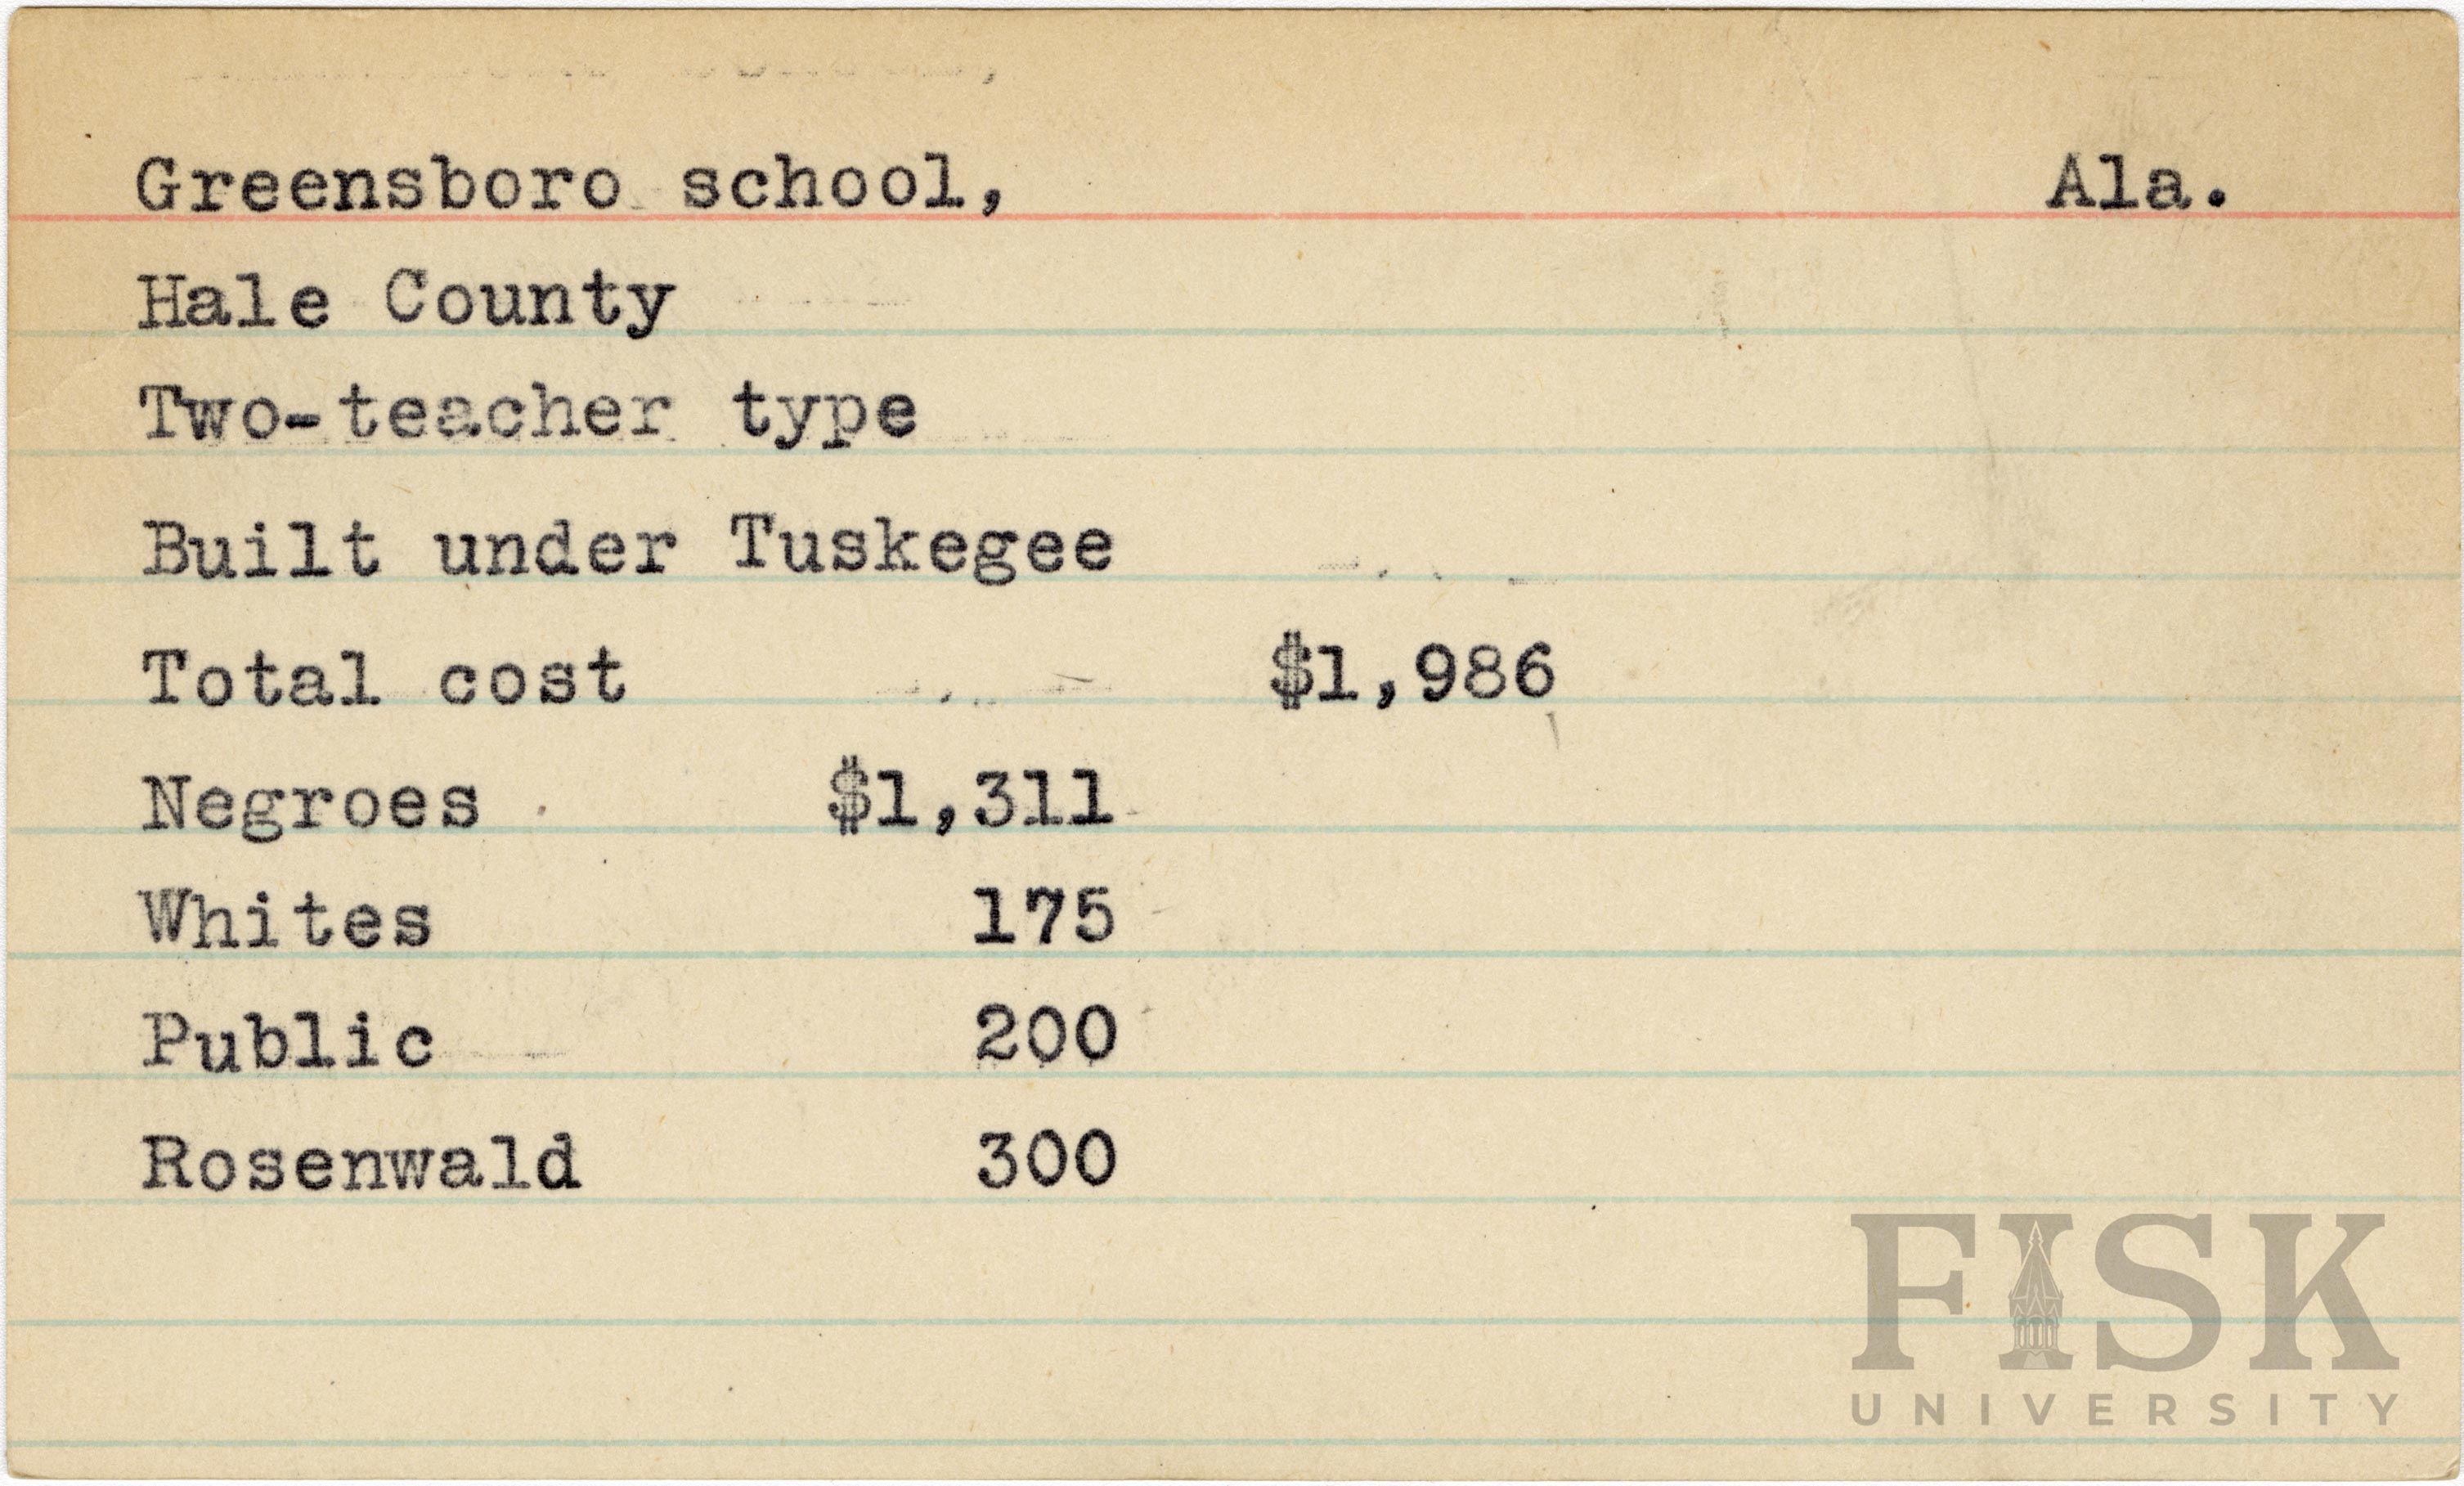 Greensboro school, Ala.
Hale County
Two-teacher type
Built under Tuskegee
Total cost $1,986
Negroes $1,311
Whites 175
Public 200
Rosenwald 300
FISK
UNIVERSITY